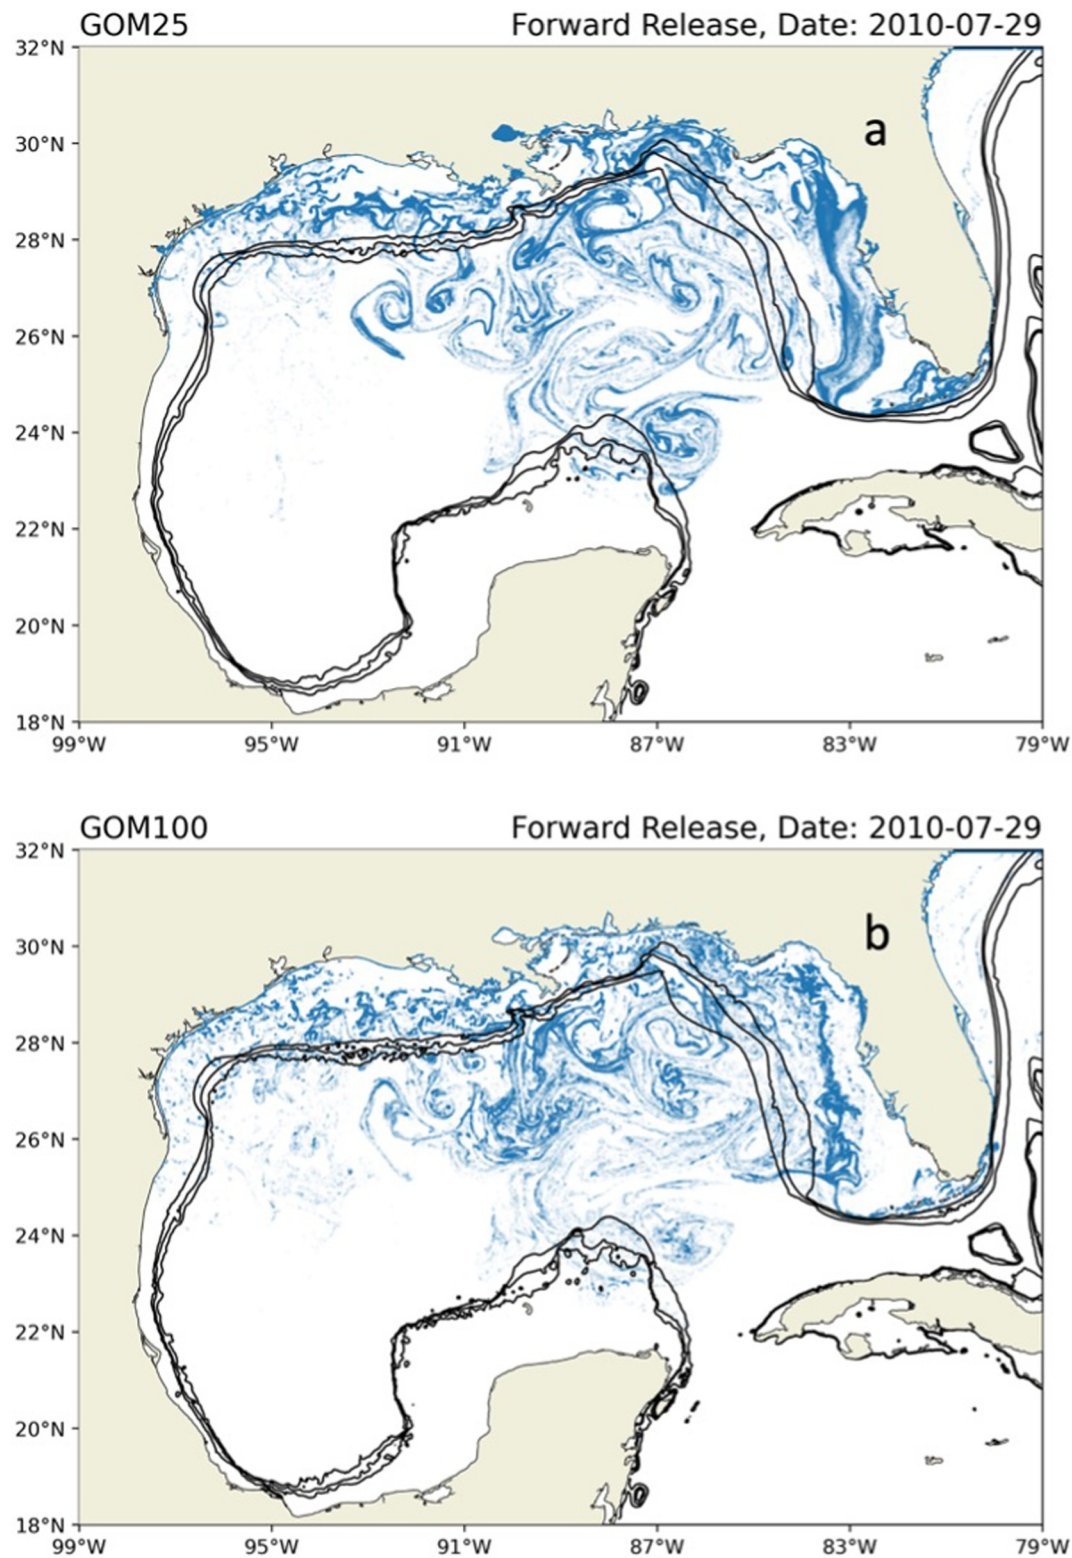 GOM25 Forward Release, Date: 2010-07-29
32°N
a
30°N
28°N
26°N
24°N
22°N
20°N
18°N
99°W 95°W 91°W 87°W 83°W 79°W
GOM100 Forward Release, Date: 2010-07-29
32°N
b
30°N
28°N
26°N
24°N
22°N
20°N
18°N
99°W 95°W 91°W 87°W 83°W 79°W